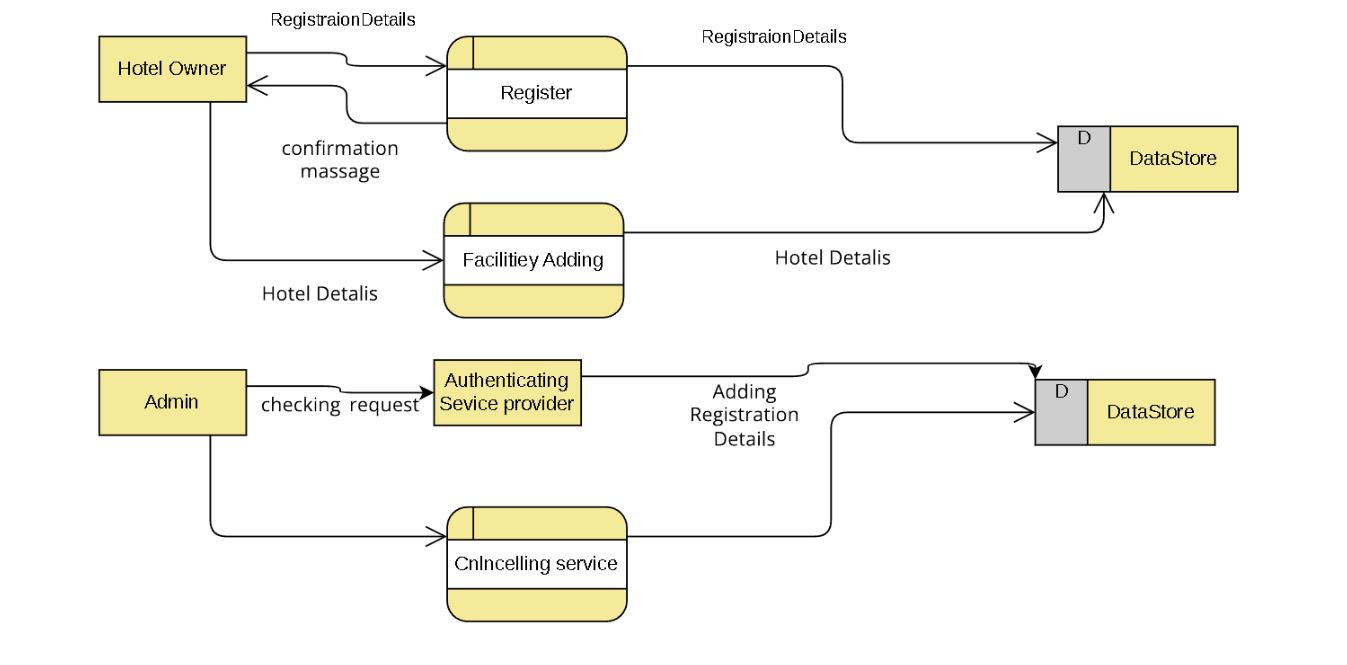 RegistraionDetails
RegistraionDetails
Hotel Owner
Register
confirmation
massage
D
DataStore
Facilitiey Adding
Hotel Detalis
Hotel Detalis
Authenticating
Sevice provider
Admin
checking request
Adding
Registration
Details
D
DataStore
Cnlncelling service